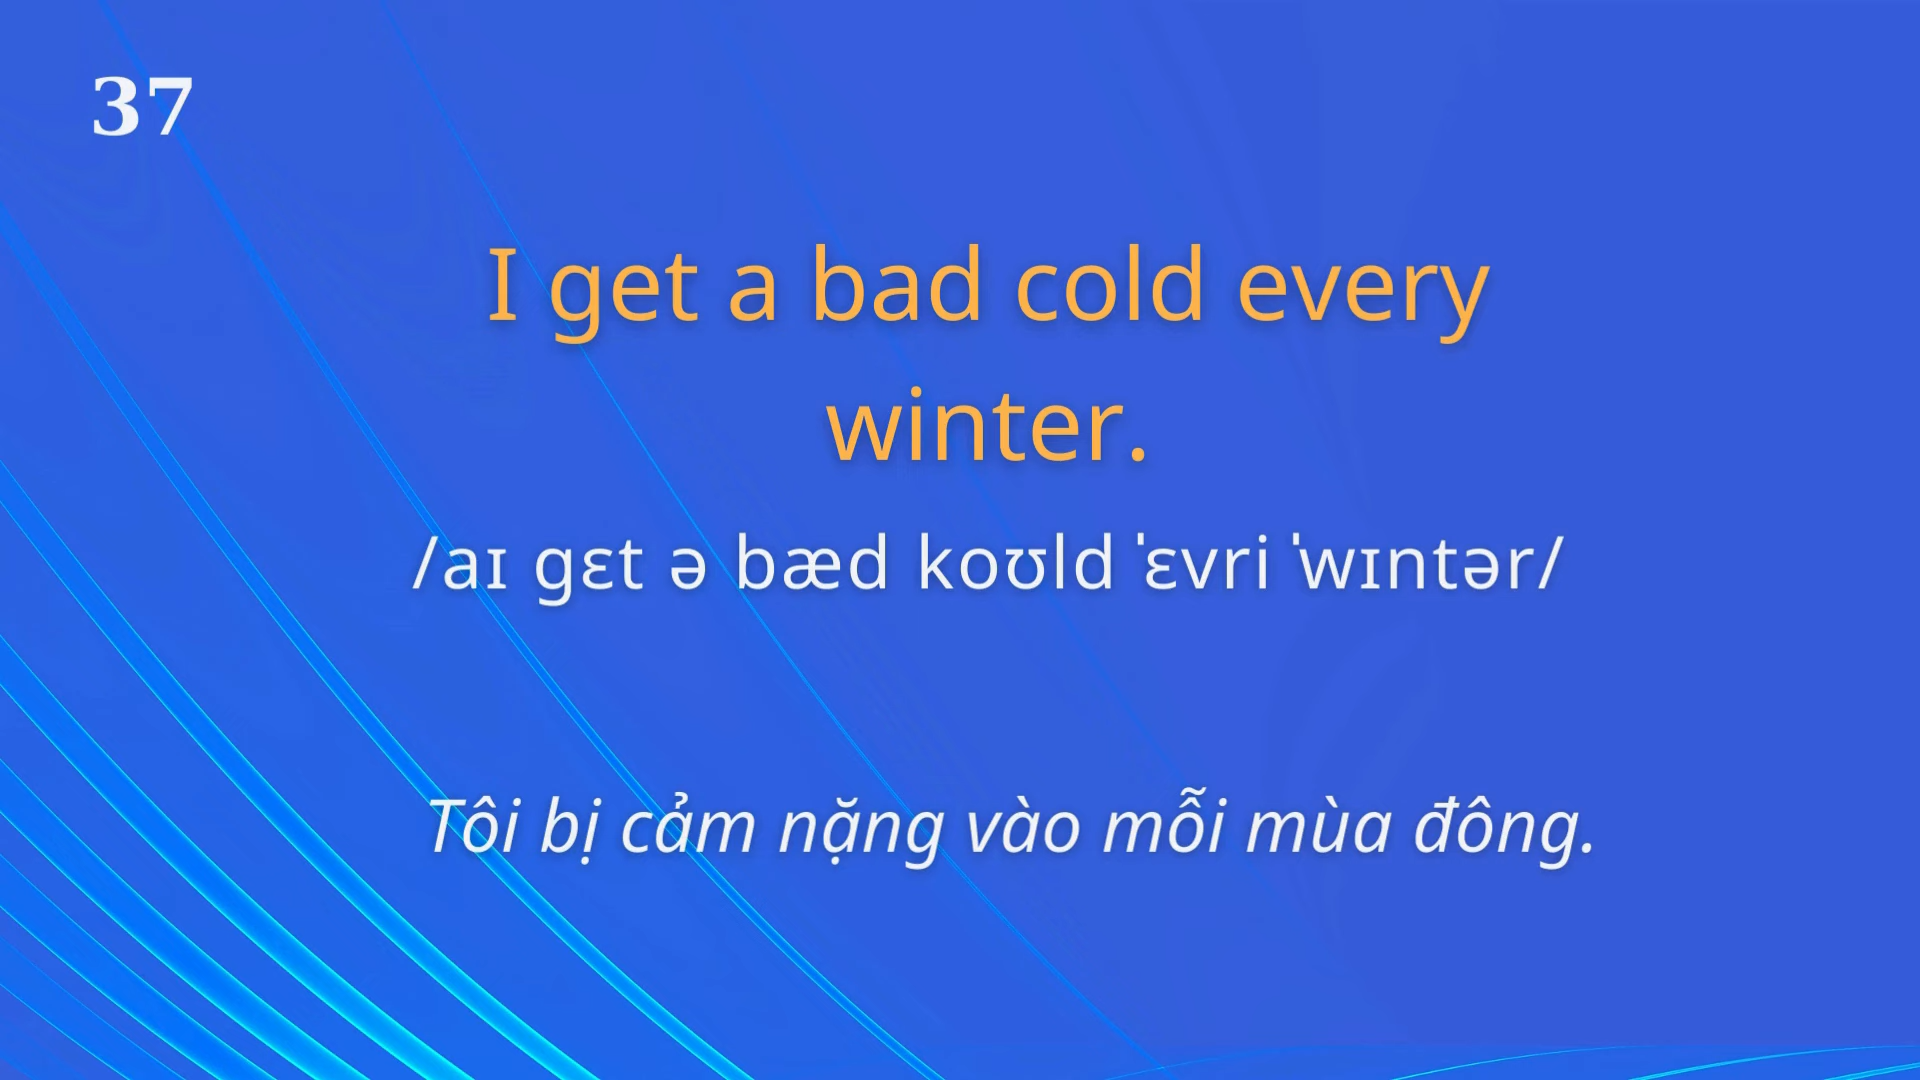 37
I get a bad cold every
winter.
/aɪ gɛt ə bæd koʊld ˈɛvri ˈwɪntər/
Tôi bị cảm nặng vào mỗi mùa đông.